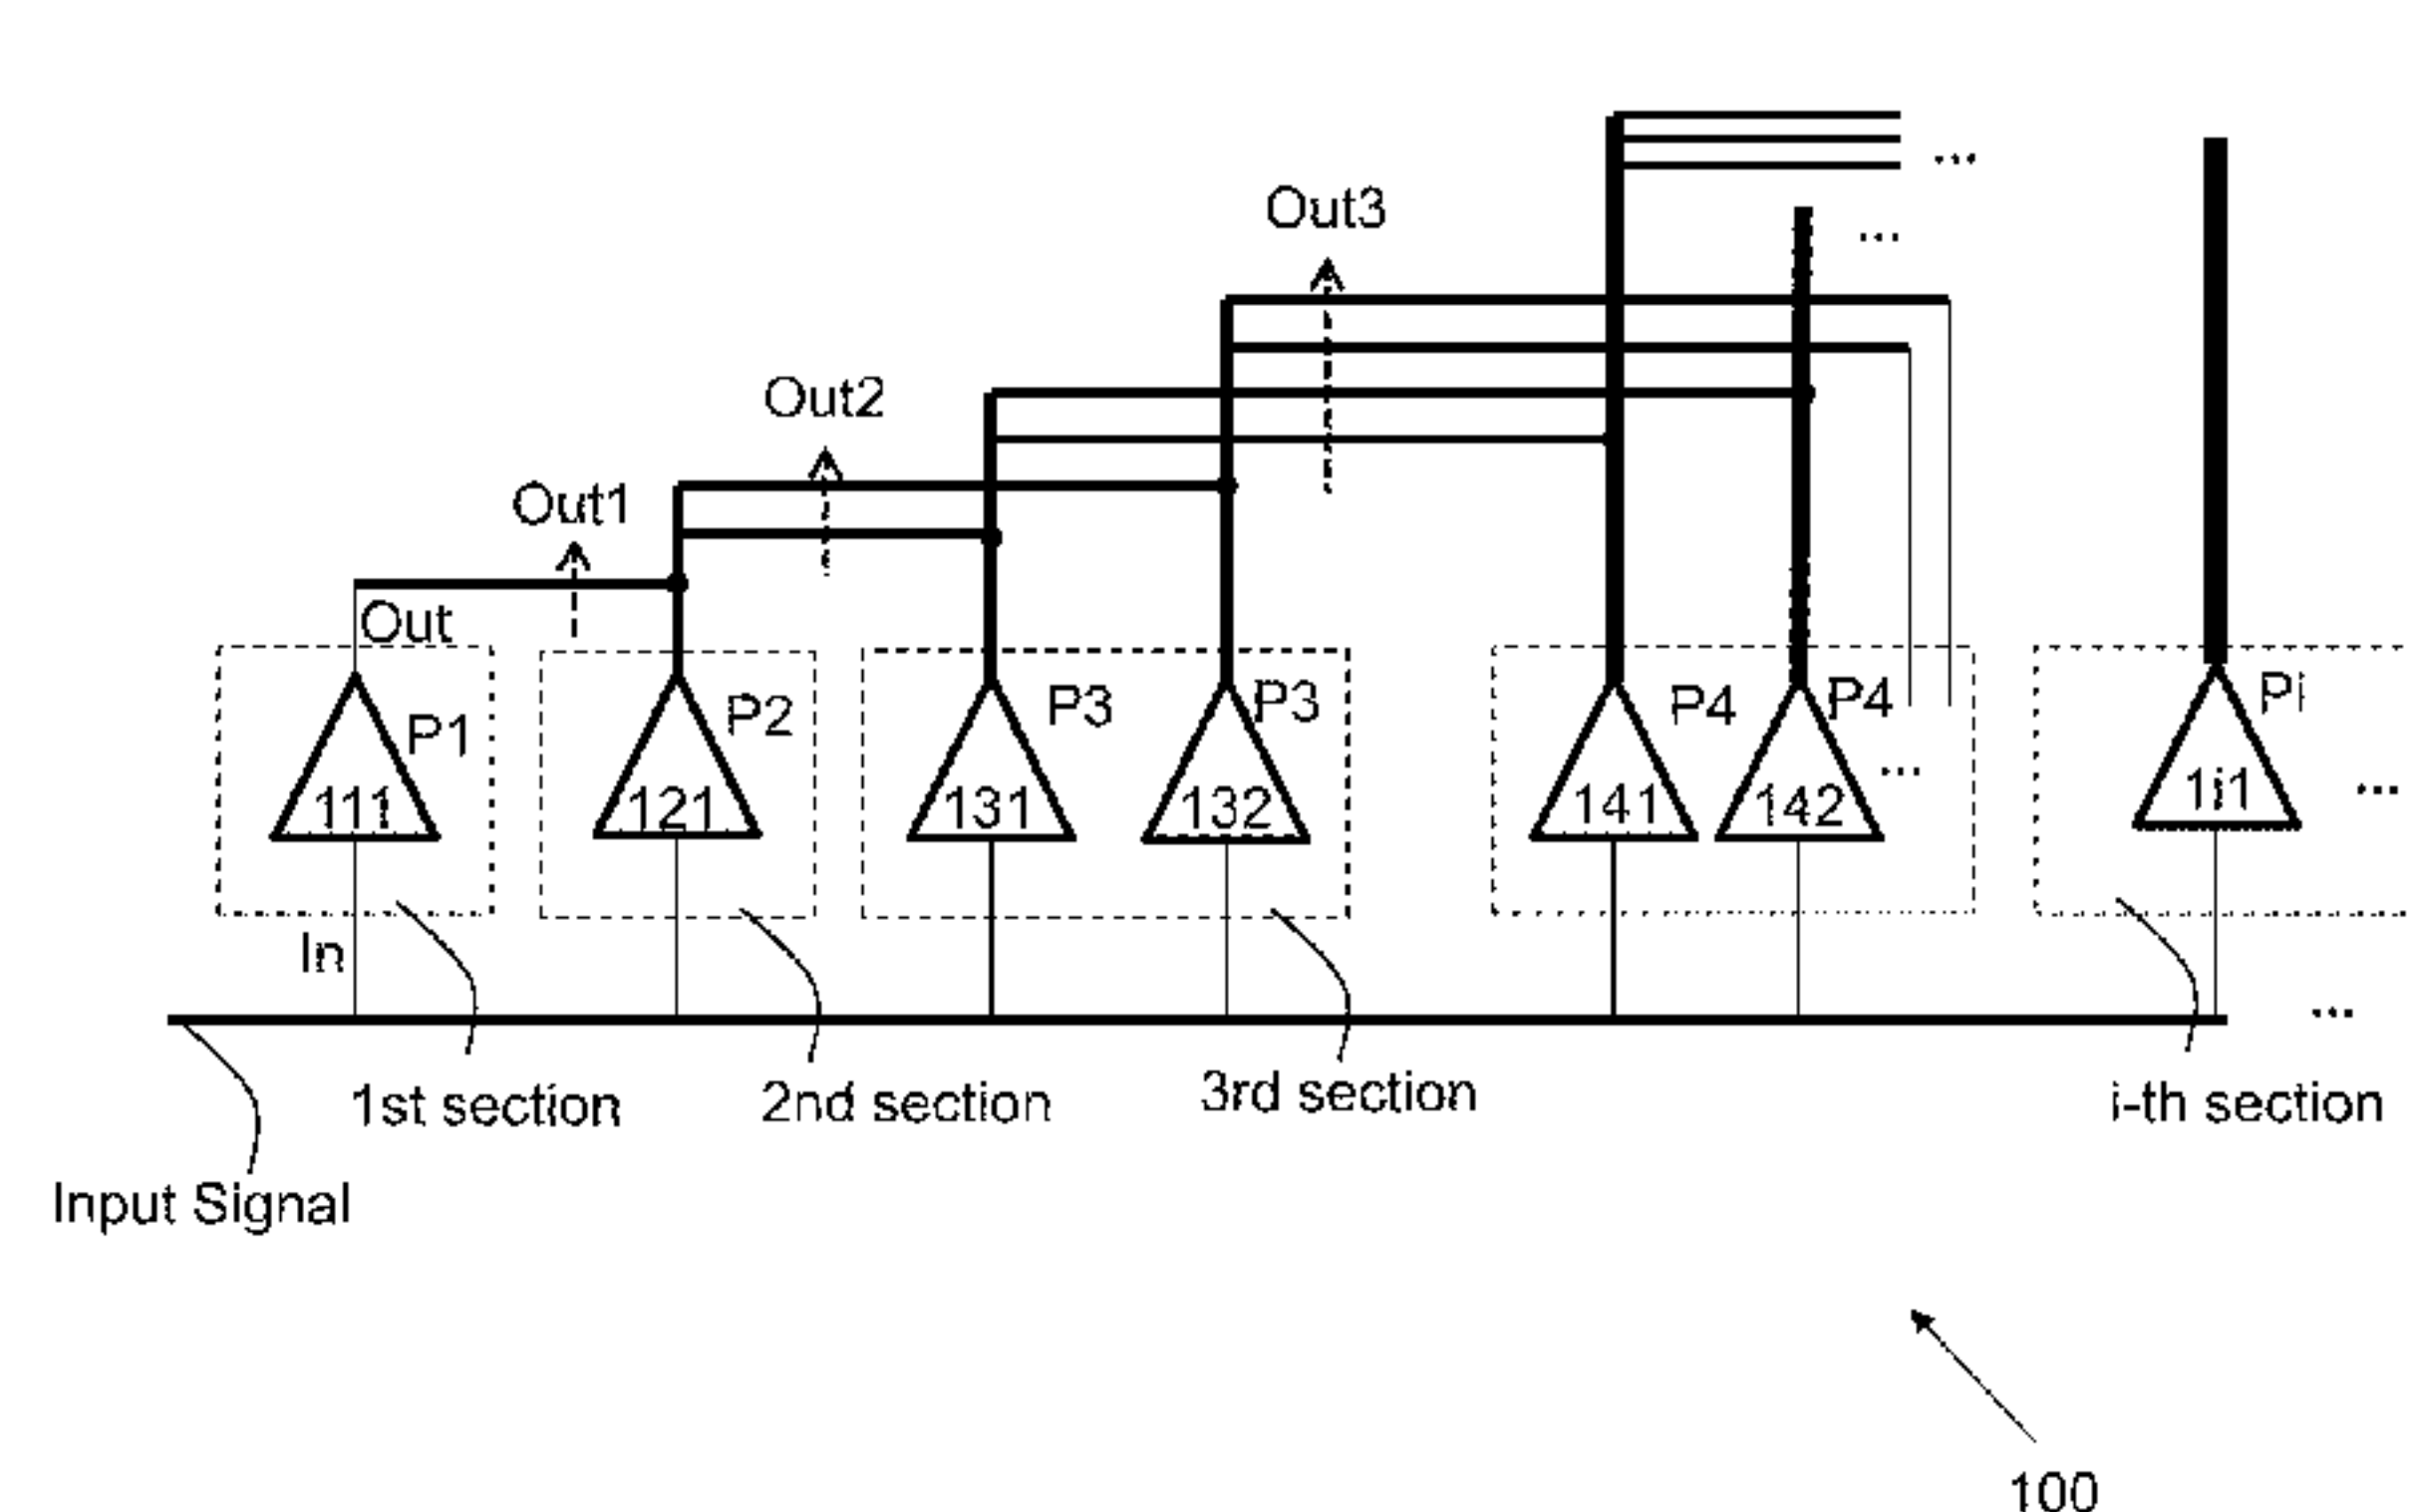 ...
Out3
...
Out2
Out1
Out
P1
P2
P3
P3
P4
P4
Pi
111
121
131
132
141
142
...
1i1
...
In
...
1st section
2nd section
3rd section
i-th section
Input Signal
100